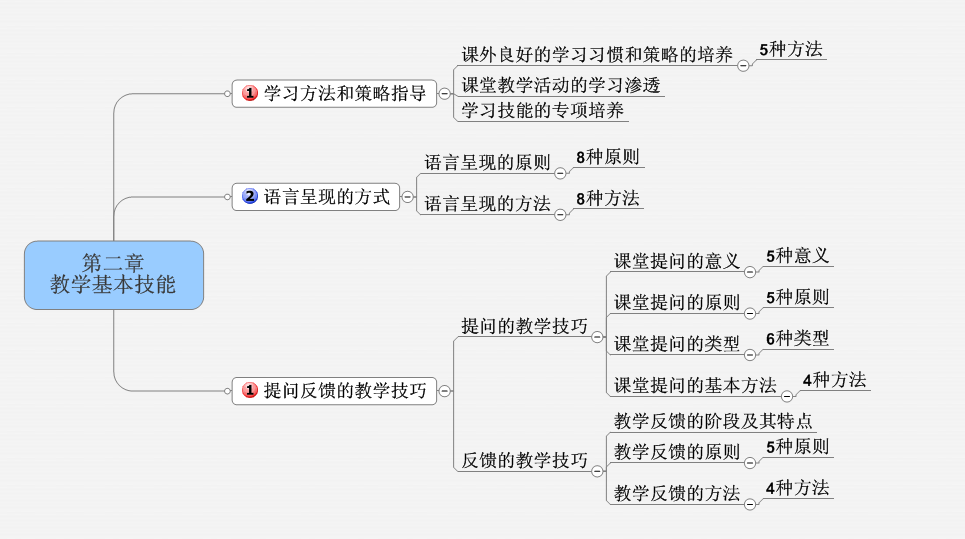 第二章
教学基本技能
1 学习方法和策略指导
课外良好的学习习惯和策略的培养
5种方法
课堂教学活动的学习渗透
学习技能的专项培养
2 语言呈现的方式
语言呈现的原则
8种原则
语言呈现的方法
8种方法
1 提问反馈的教学技巧
提问的教学技巧
课堂提问的意义
5种意义
课堂提问的原则
5种原则
课堂提问的类型
6种类型
课堂提问的基本方法
4种方法
反馈的教学技巧
教学反馈的阶段及其特点
教学反馈的原则
5种原则
教学反馈的方法
4种方法